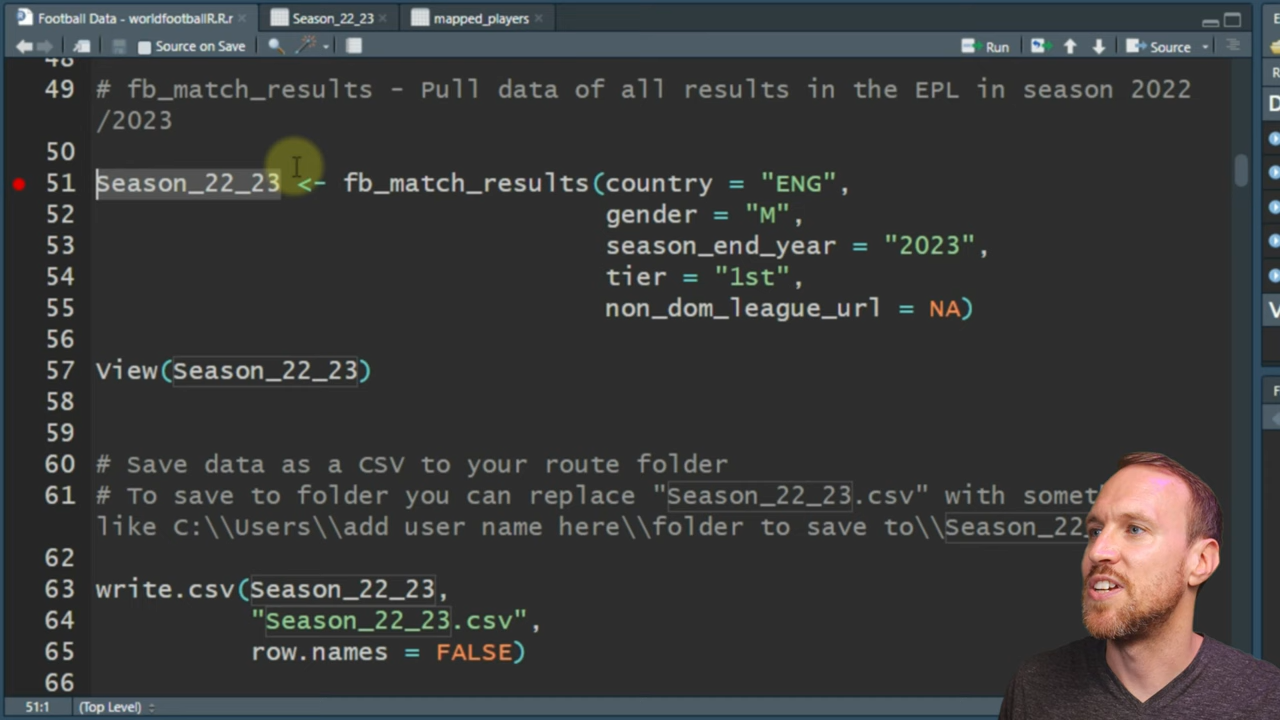 Football Data - worldfootballR.R.r
Season_22_23
mapped_players
Source on Save
Run
Source
48
49 # fb_match_results - Pull data of all results in the EPL in season 2022
/2023
50
51 Season_22_23 <- fb_match_results(country = "ENG",
52 gender = "M",
53 season_end_year = "2023",
54 tier = "1st",
55 non_dom_league_url = NA)
56
57 View(Season_22_23)
58
59
60 # Save data as a CSV to your route folder
61 # To save to folder you can replace "Season_22_23.csv" with somet
like C:\\Users\\add user name here\\folder to save to\\Season_22_
62
63 write.csv(Season_22_23,
64 "Season_22_23.csv",
65 row.names = FALSE)
66
51:1 (Top Level)